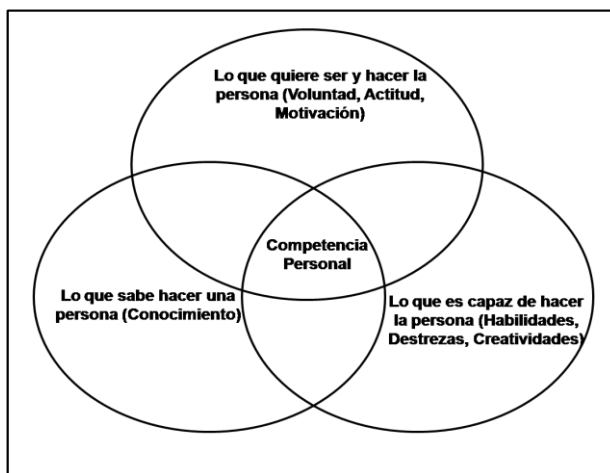 Lo que quiere ser y hacer la
persona (Voluntad, Actitud,
Motivación)
Competencia
Personal
Lo que sabe hacer una
persona (Conocimiento)
Lo que es capaz de hacer
la persona (Habilidades,
Destrezas, Creatividades)